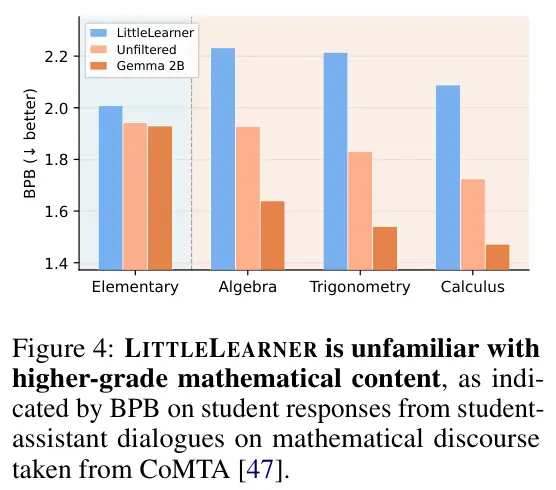 LittleLearner
Unfiltered
Gemma 2B
BPB (↓ better)
2.2
2.0
1.8
1.6
1.4
Elementary
Algebra
Trigonometry
Calculus
Figure 4: LITTLELEARNER is unfamiliar with
higher-grade mathematical content, as indi-
cated by BPB on student responses from student-
assistant dialogues on mathematical discourse
taken from CoMTA [47].